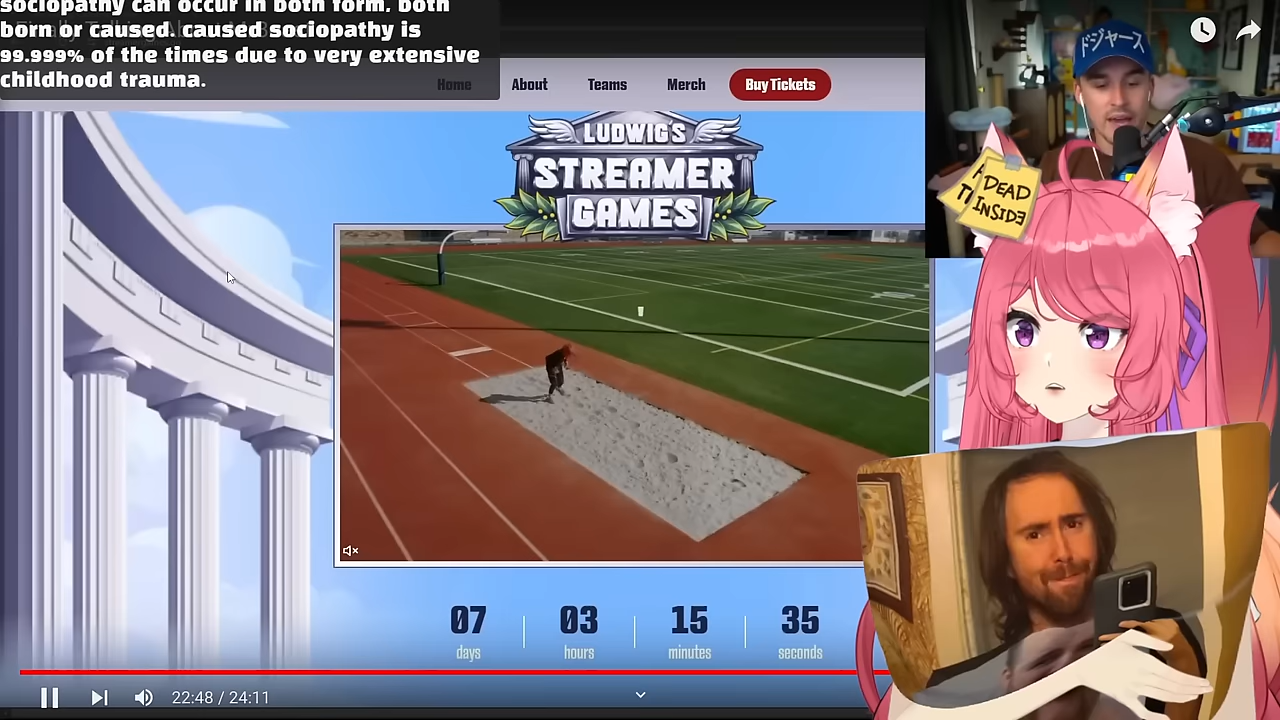 sociopathy can occur in both form. both
born or caused. caused sociopathy is
99.999% of the times due to very extensive
childhood trauma.
Home About Teams Merch Buy Tickets
ドジャース
LUDWIG'S
STREAMER
GAMES
DEAD
INSIDE
07 03 15 35
days hours minutes seconds
22:48 / 24:11